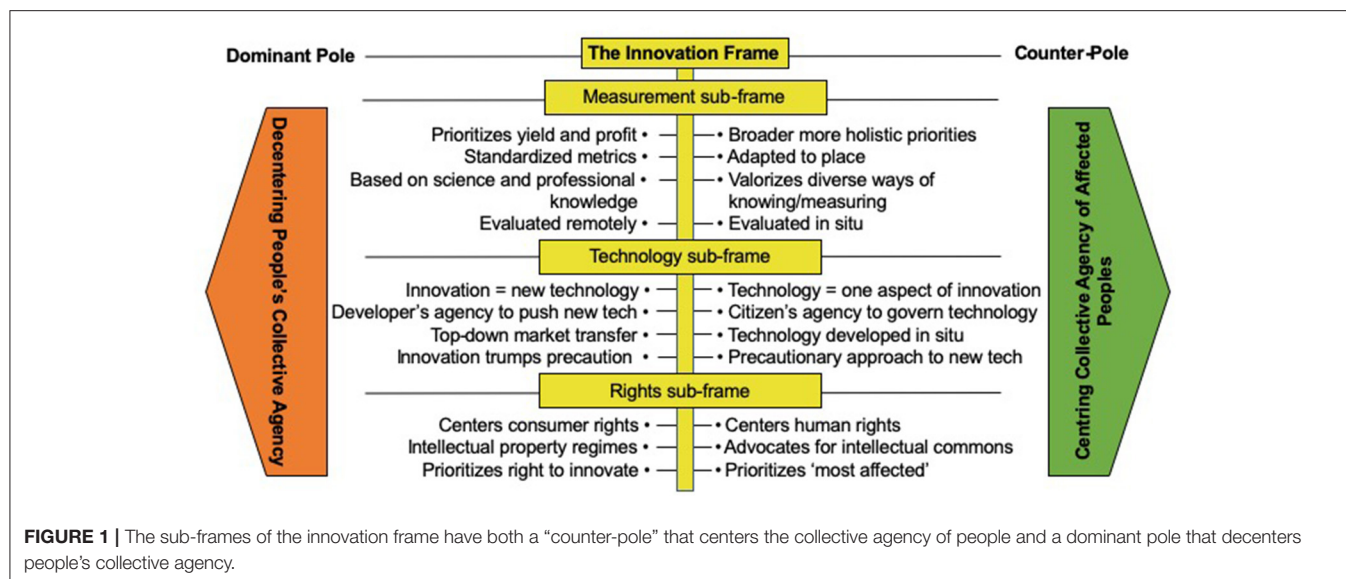 Dominant Pole
The Innovation Frame
Counter-Pole
Measurement sub-frame
Decentering People's Collective Agency
Prioritizes yield and profit •
• Broader more holistic priorities
Standardized metrics •
• Adapted to place
Based on science and professional •
knowledge
• Valorizes diverse ways of
knowing/measuring
Evaluated remotely •
• Evaluated in situ
Technology sub-frame
Innovation = new technology •
• Technology = one aspect of innovation
Developer's agency to push new tech •
• Citizen's agency to govern technology
Top-down market transfer •
• Technology developed in situ
Innovation trumps precaution •
• Precautionary approach to new tech
Rights sub-frame
Centers consumer rights •
• Centers human rights
Intellectual property regimes •
• Advocates for intellectual commons
Prioritizes right to innovate •
• Prioritizes 'most affected'
Centring Collective Agency of Affected
Peoples
FIGURE 1 | The sub-frames of the innovation frame have both a "counter-pole" that centers the collective agency of people and a dominant pole that decenters
people's collective agency.